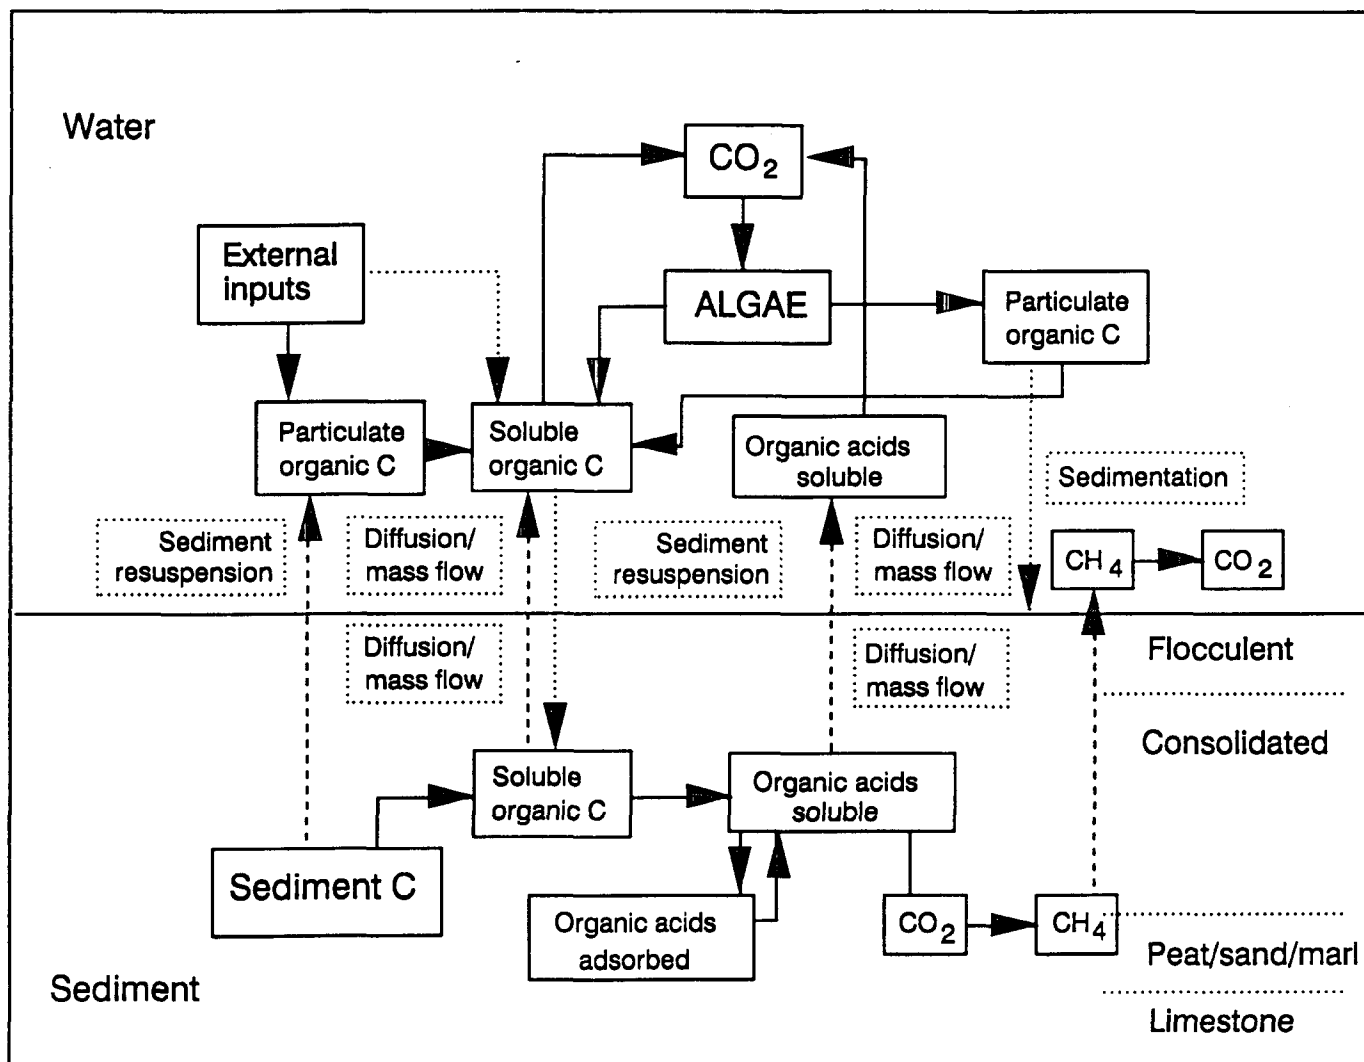 Water
CO2
External
inputs
ALGAE
Particulate
organic C
Particulate
organic C
Soluble
organic C
Organic acids
soluble
Sedimentation
Sediment
resuspension
Diffusion/
mass flow
Sediment
resuspension
Diffusion/
mass flow
CH4
CO2
Diffusion/
mass flow
Diffusion/
mass flow
Flocculent
Consolidated
Soluble
organic C
Organic acids
soluble
Sediment C
Organic acids
adsorbed
CO2
CH4
Peat/sand/marl
Sediment
Limestone